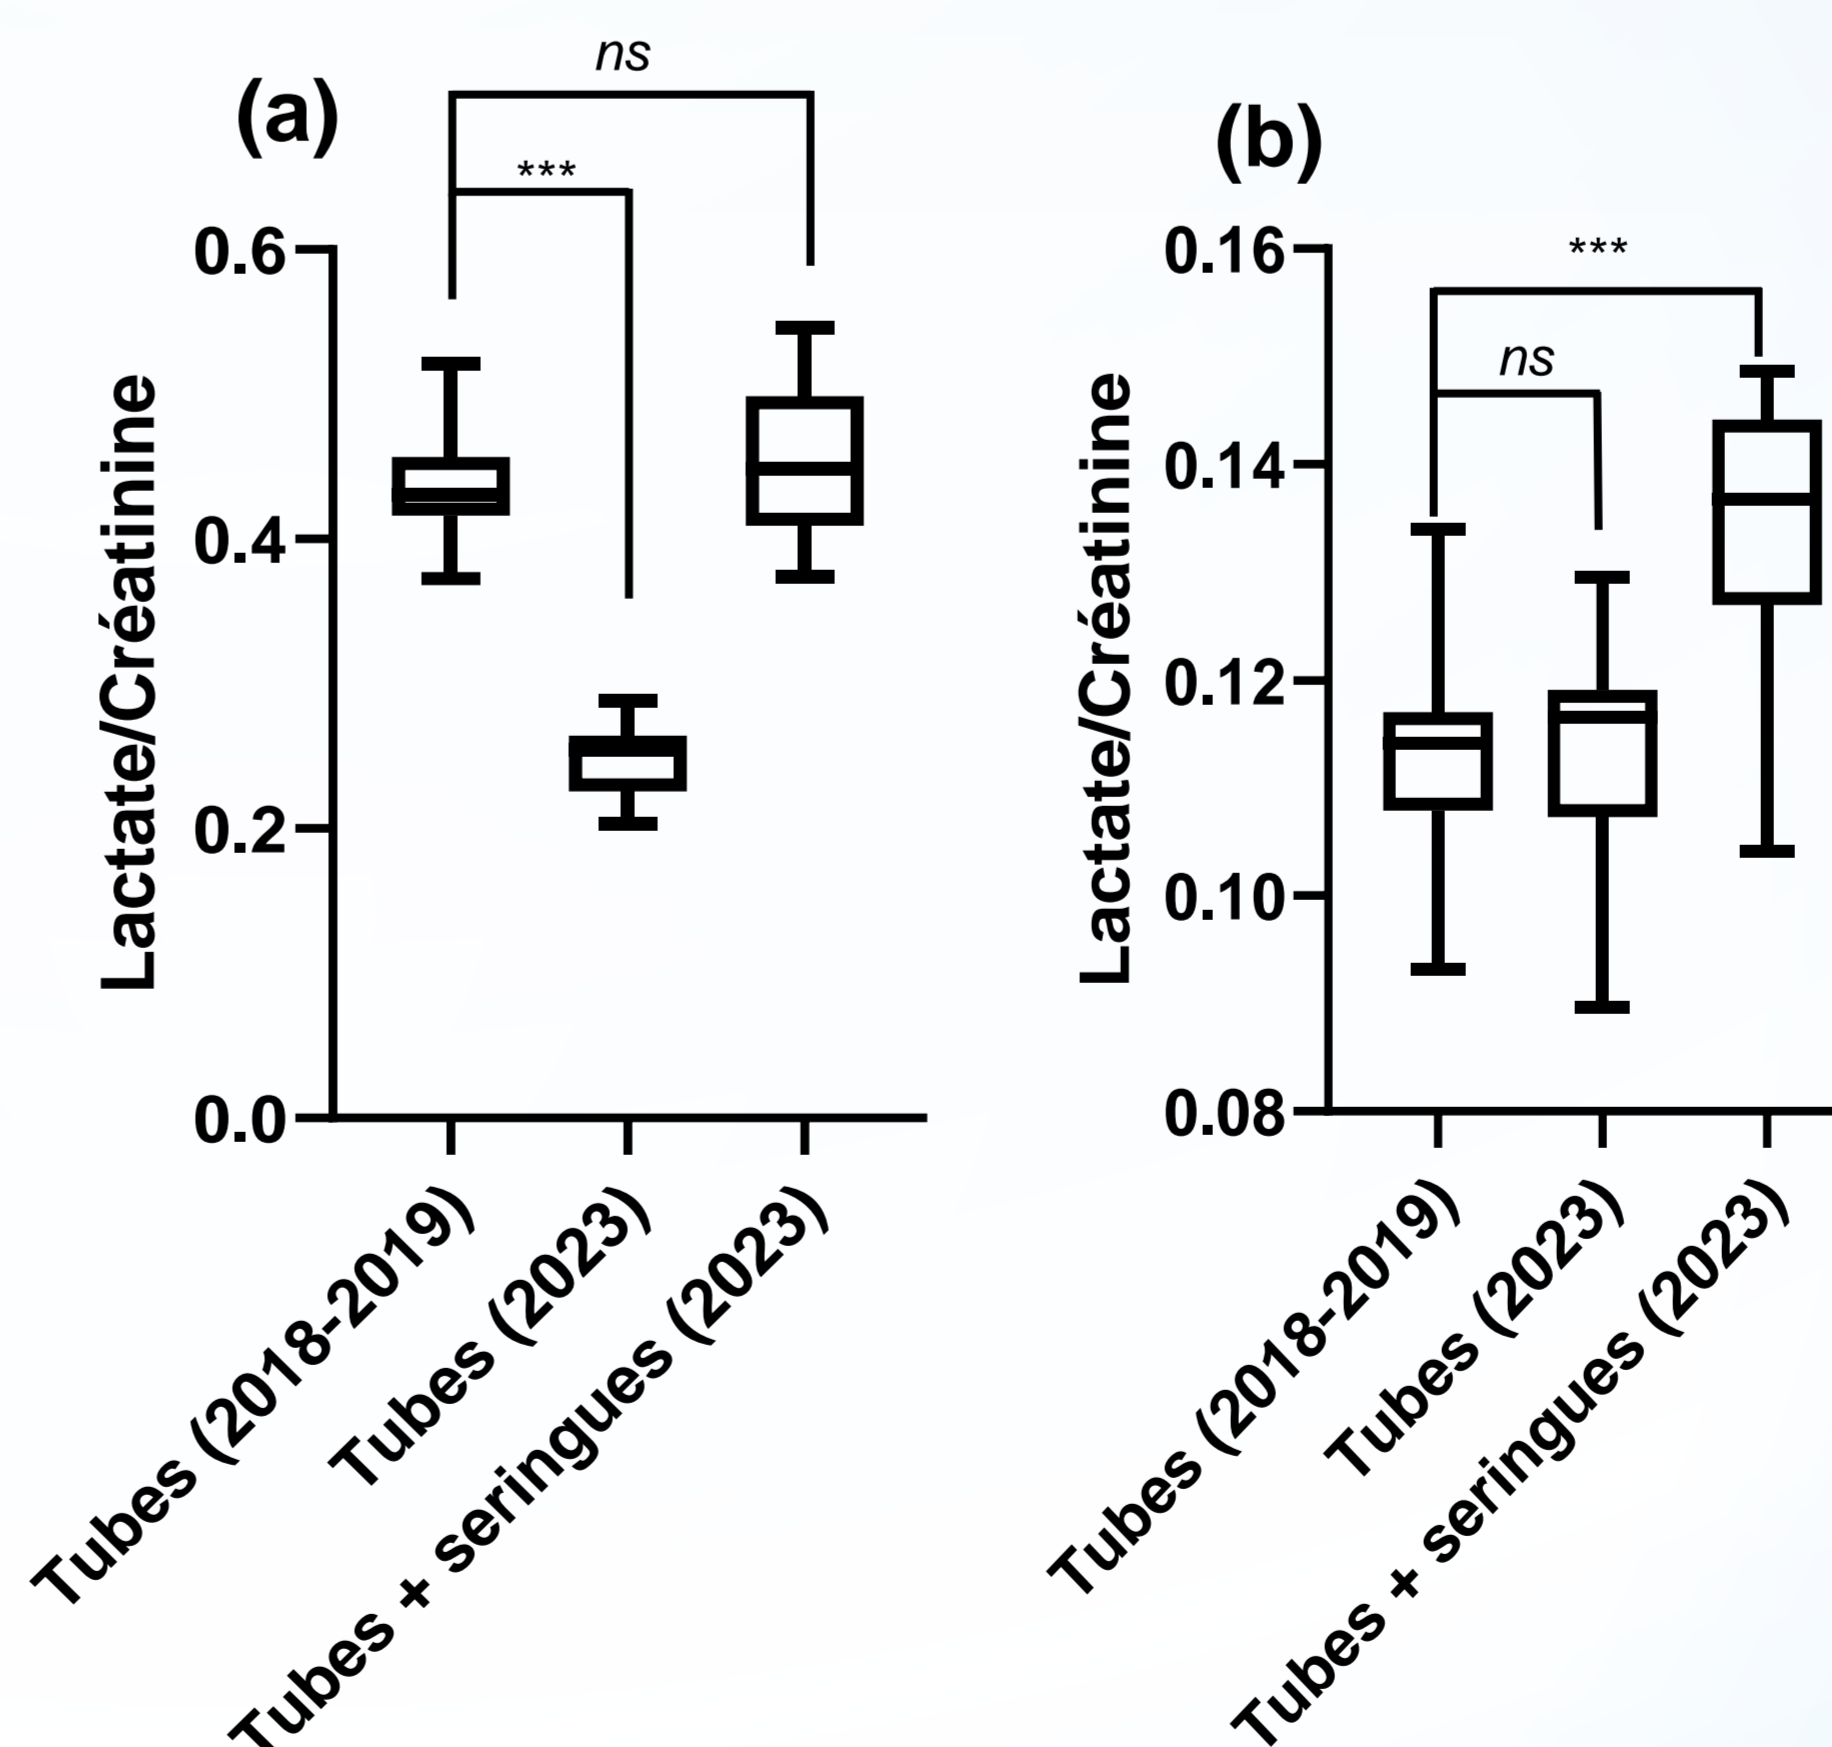 (a)
ns
***
0.6
0.4
0.2
0.0
Lactate/Créatinine
Tubes (2018-2019)
Tubes (2023)
Tubes + seringues (2023)
(b)
***
ns
0.16
0.14
0.12
0.10
0.08
Lactate/Créatinine
Tubes (2018-2019)
Tubes (2023)
Tubes + seringues (2023)